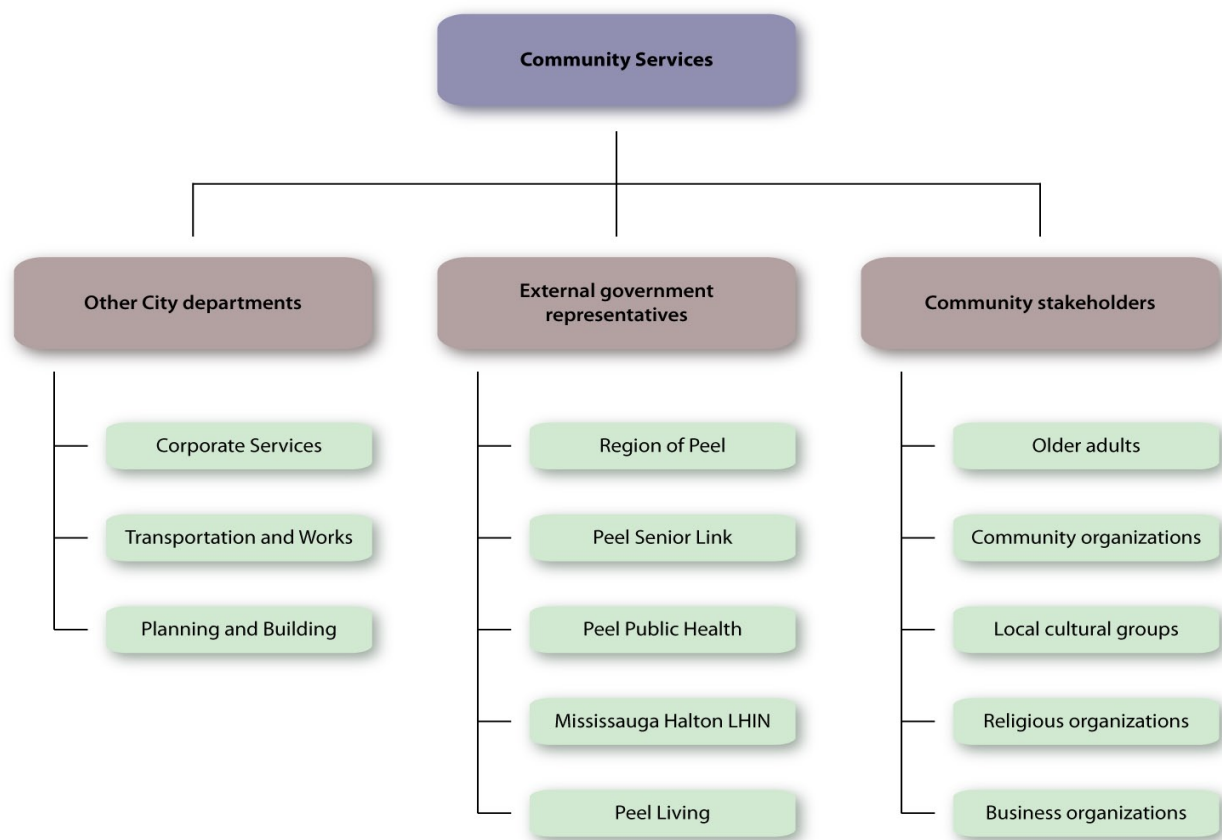 Community Services
Other City departments
External government
representatives
Community stakeholders
Corporate Services
Transportation and Works
Planning and Building
Region of Peel
Peel Senior Link
Peel Public Health
Mississauga Halton LHIN
Peel Living
Older adults
Community organizations
Local cultural groups
Religious organizations
Business organizations